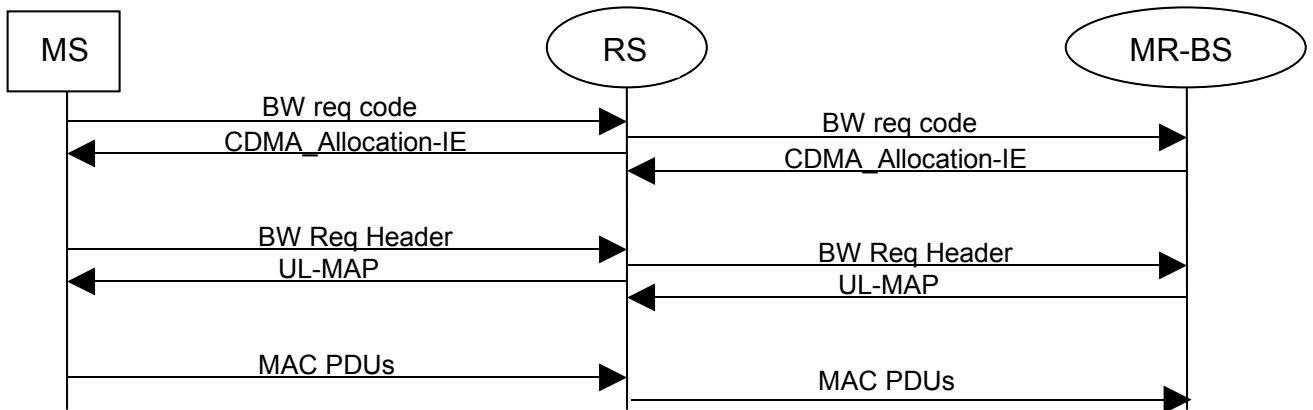 MS
RS
MR-BS
BW req code
BW req code
CDMA_Allocation-IE
CDMA_Allocation-IE
BW Req Header
BW Req Header
UL-MAP
UL-MAP
MAC PDUs
MAC PDUs